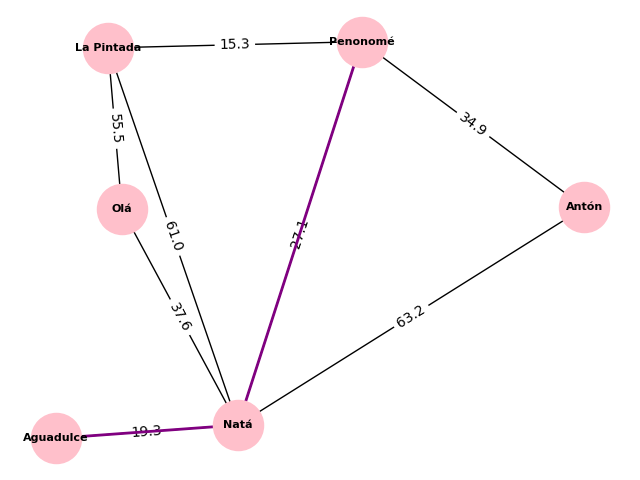 La Pintada
15.3
Penonomé
55.5
34.9
Olá
61.0
27.1
Antón
37.6
63.2
Aguadulce
19.3
Natá